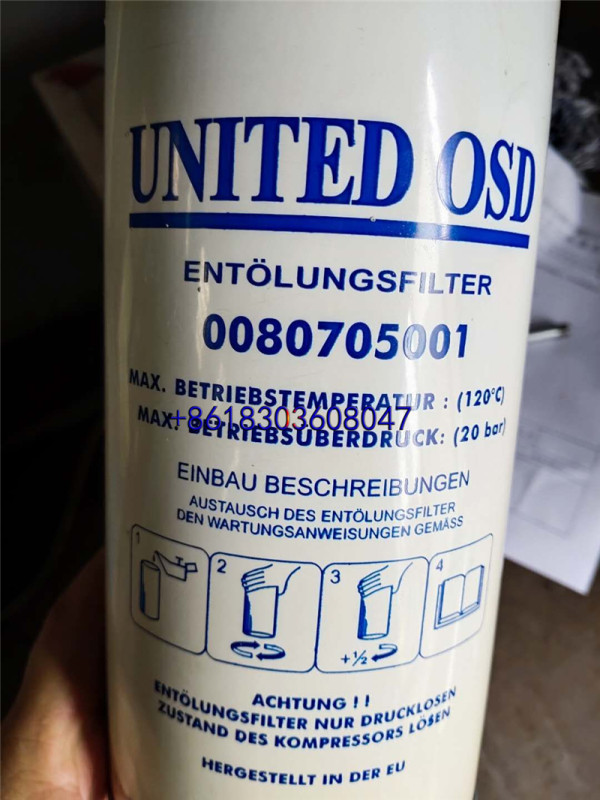 UNITED OSD
ENTÖLUNGSFILTER
0080705001
MAX. BETRIEBSTEMPERATUR : (120°C)
+8618303608047
MAX. BETRIEBSÜBERDRUCK: (20 bar)
EINBAU BESCHREIBUNGEN
AUSTAUSCH DES ENTÖLUNGSFILTER
DEN WARTUNGSANWEISUNGEN GEMÄSS
1 2 3 4
+½
ACHTUNG !!
ENTÖLUNGSFILTER NUR DRUCKLOSEN
ZUSTAND DES KOMPRESSORS LÖSEN
HERGESTELLT IN DER EU